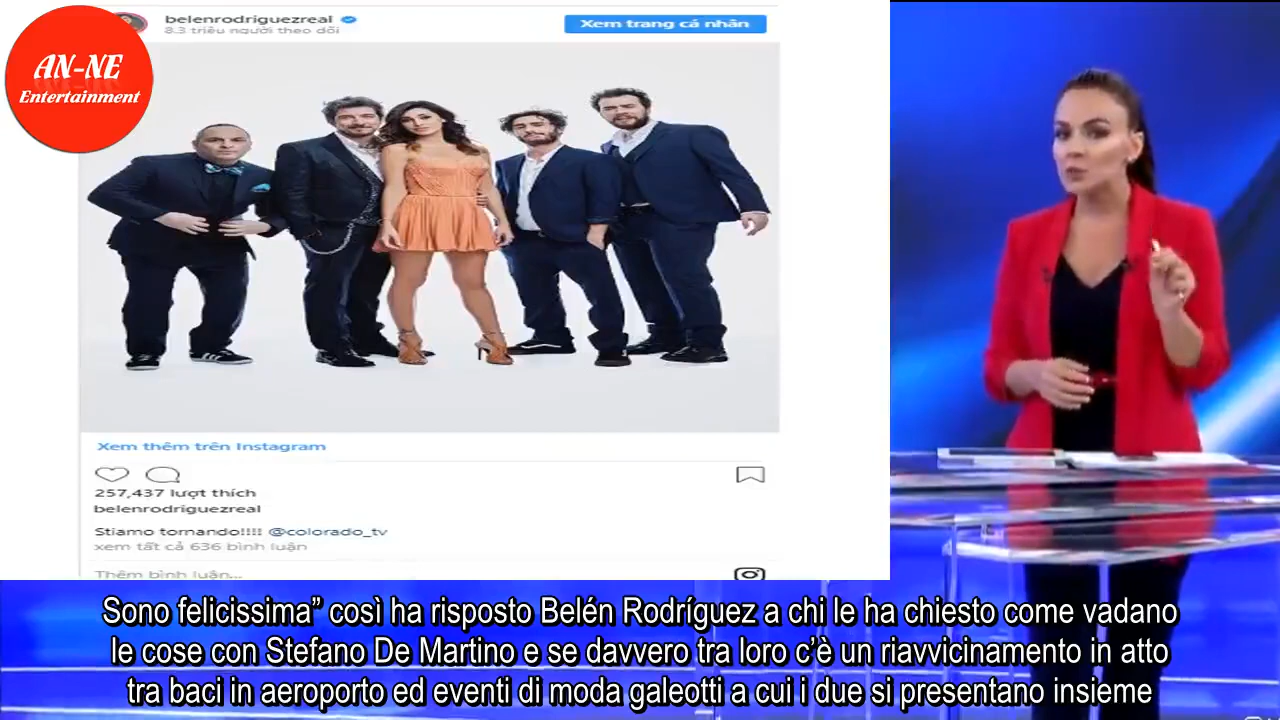 AN-NE
Entertainment
belenrodriguezreal
8.3 triệu người theo dõi
Xem trang cá nhân
Xem thêm trên Instagram
257,437 lượt thích
belenrodriguezreal
Stiamo tornando!!!! @colorado_tv
xem tất cả 636 bình luận
Thêm bình luận...
Sono felicissima” così ha risposto Belén Rodríguez a chi le ha chiesto come vadano
le cose con Stefano De Martino e se davvero tra loro c’è un riavvicinamento in atto
tra baci in aeroporto ed eventi di moda galeotti a cui i due si presentano insieme